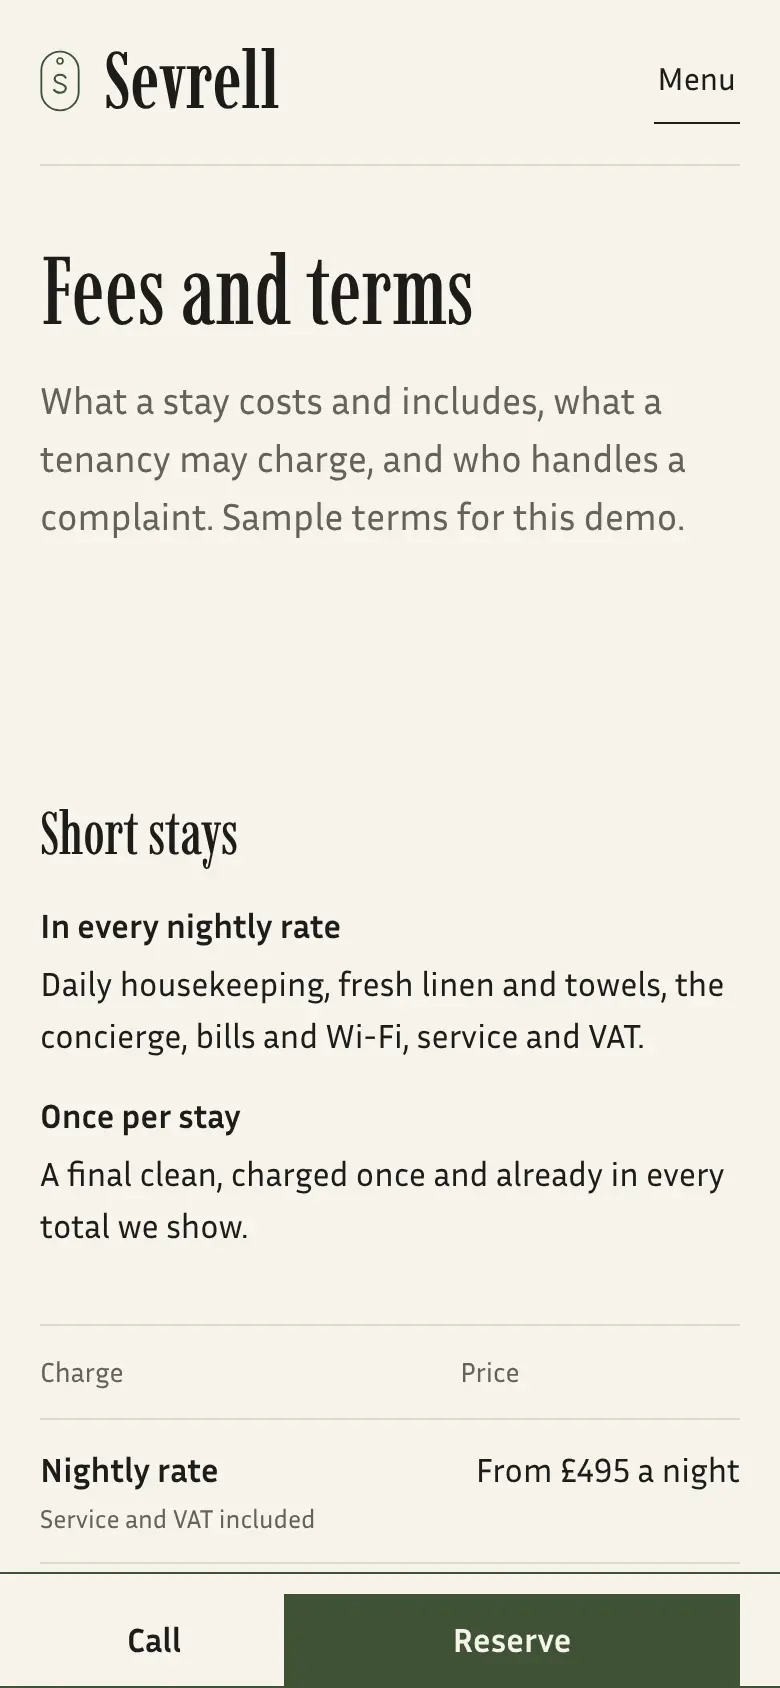 S
Sevrell
Menu
Fees and terms
What a stay costs and includes, what a
tenancy may charge, and who handles a
complaint. Sample terms for this demo.
Short stays
In every nightly rate
Daily housekeeping, fresh linen and towels, the
concierge, bills and Wi-Fi, service and VAT.
Once per stay
A final clean, charged once and already in every
total we show.
Charge Price
Nightly rate From £495 a night
Service and VAT included
Call Reserve